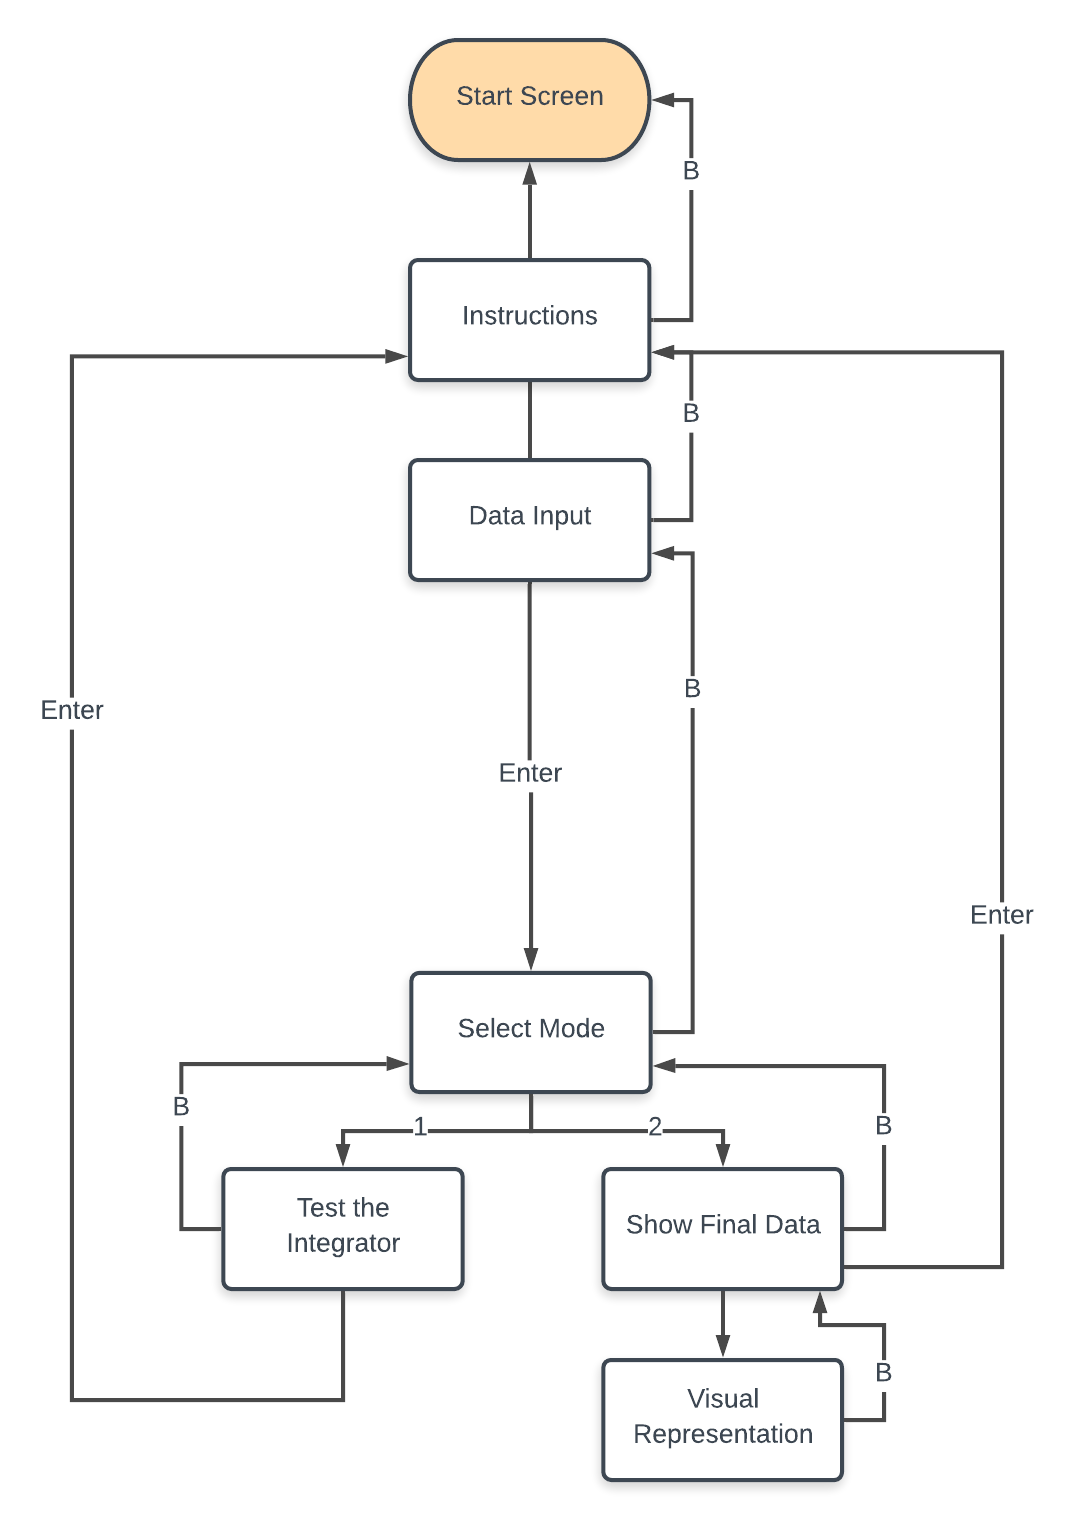 Start Screen
B
Instructions
B
Data Input
B
Enter
Enter
Enter
Select Mode
B
1
2
B
Test the
Integrator
Show Final Data
B
Visual
Representation